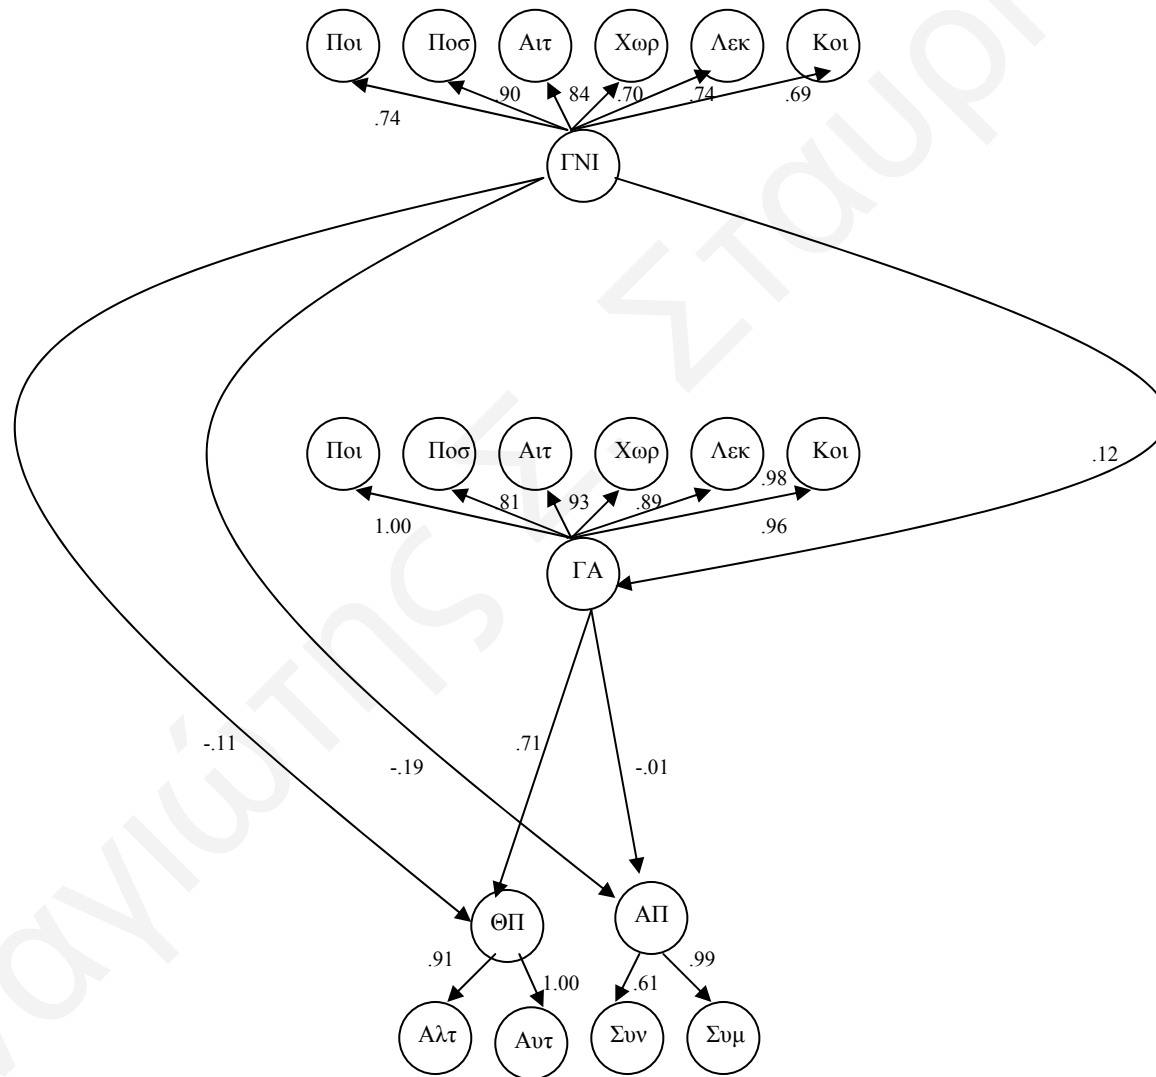 Ποι Ποσ Αιτ Χωρ Λεκ Κοι
.74 .90 84 .70 .74 .69
ΓΝΙ
Ποι Ποσ Αιτ Χωρ Λεκ Κοι
.12
1.00 81 93 .89 .98 .96
ΓΑ
-.11 -.19 .71 -.01
ΘΠ ΑΠ
.91 1.00 .61 .99
Αλτ Αυτ Συν Συμ